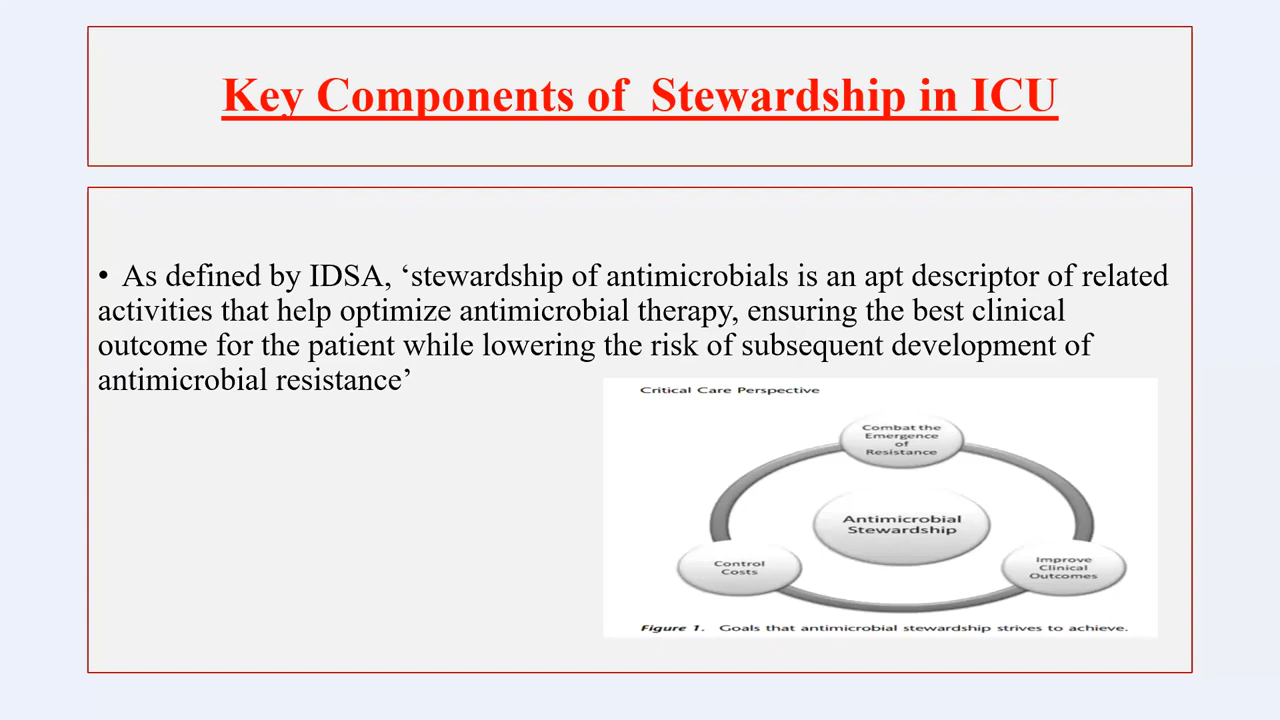 Key Components of  Stewardship in ICU
• As defined by IDSA, ‘stewardship of antimicrobials is an apt descriptor of related
activities that help optimize antimicrobial therapy, ensuring the best clinical
outcome for the patient while lowering the risk of subsequent development of
antimicrobial resistance’
Critical Care Perspective
Combat the
Emergence
of
Resistance
Antimicrobial
Stewardship
Control
Costs
Improve
Clinical
Outcomes
Figure 1. Goals that antimicrobial stewardship strives to achieve.